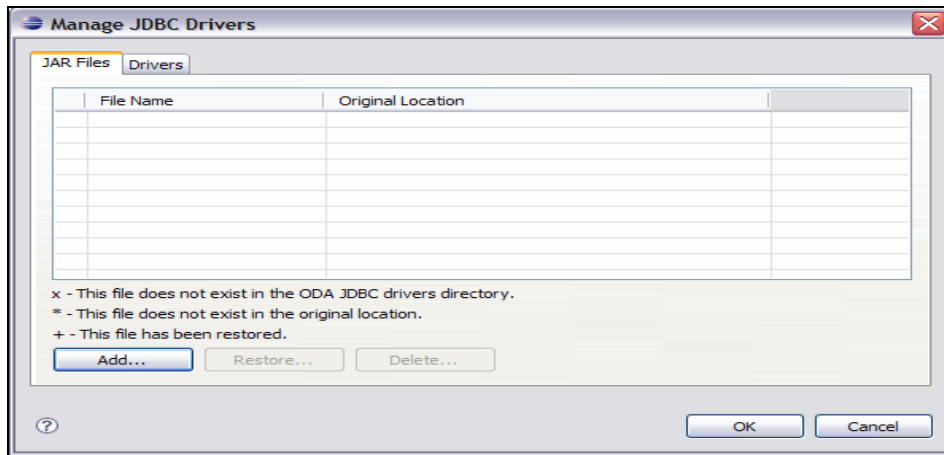 Manage JDBC Drivers
JAR Files Drivers
File Name Original Location
x - This file does not exist in the ODA JDBC drivers directory.
* - This file does not exist in the original location.
+ - This file has been restored.
Add... Restore... Delete...
? OK Cancel